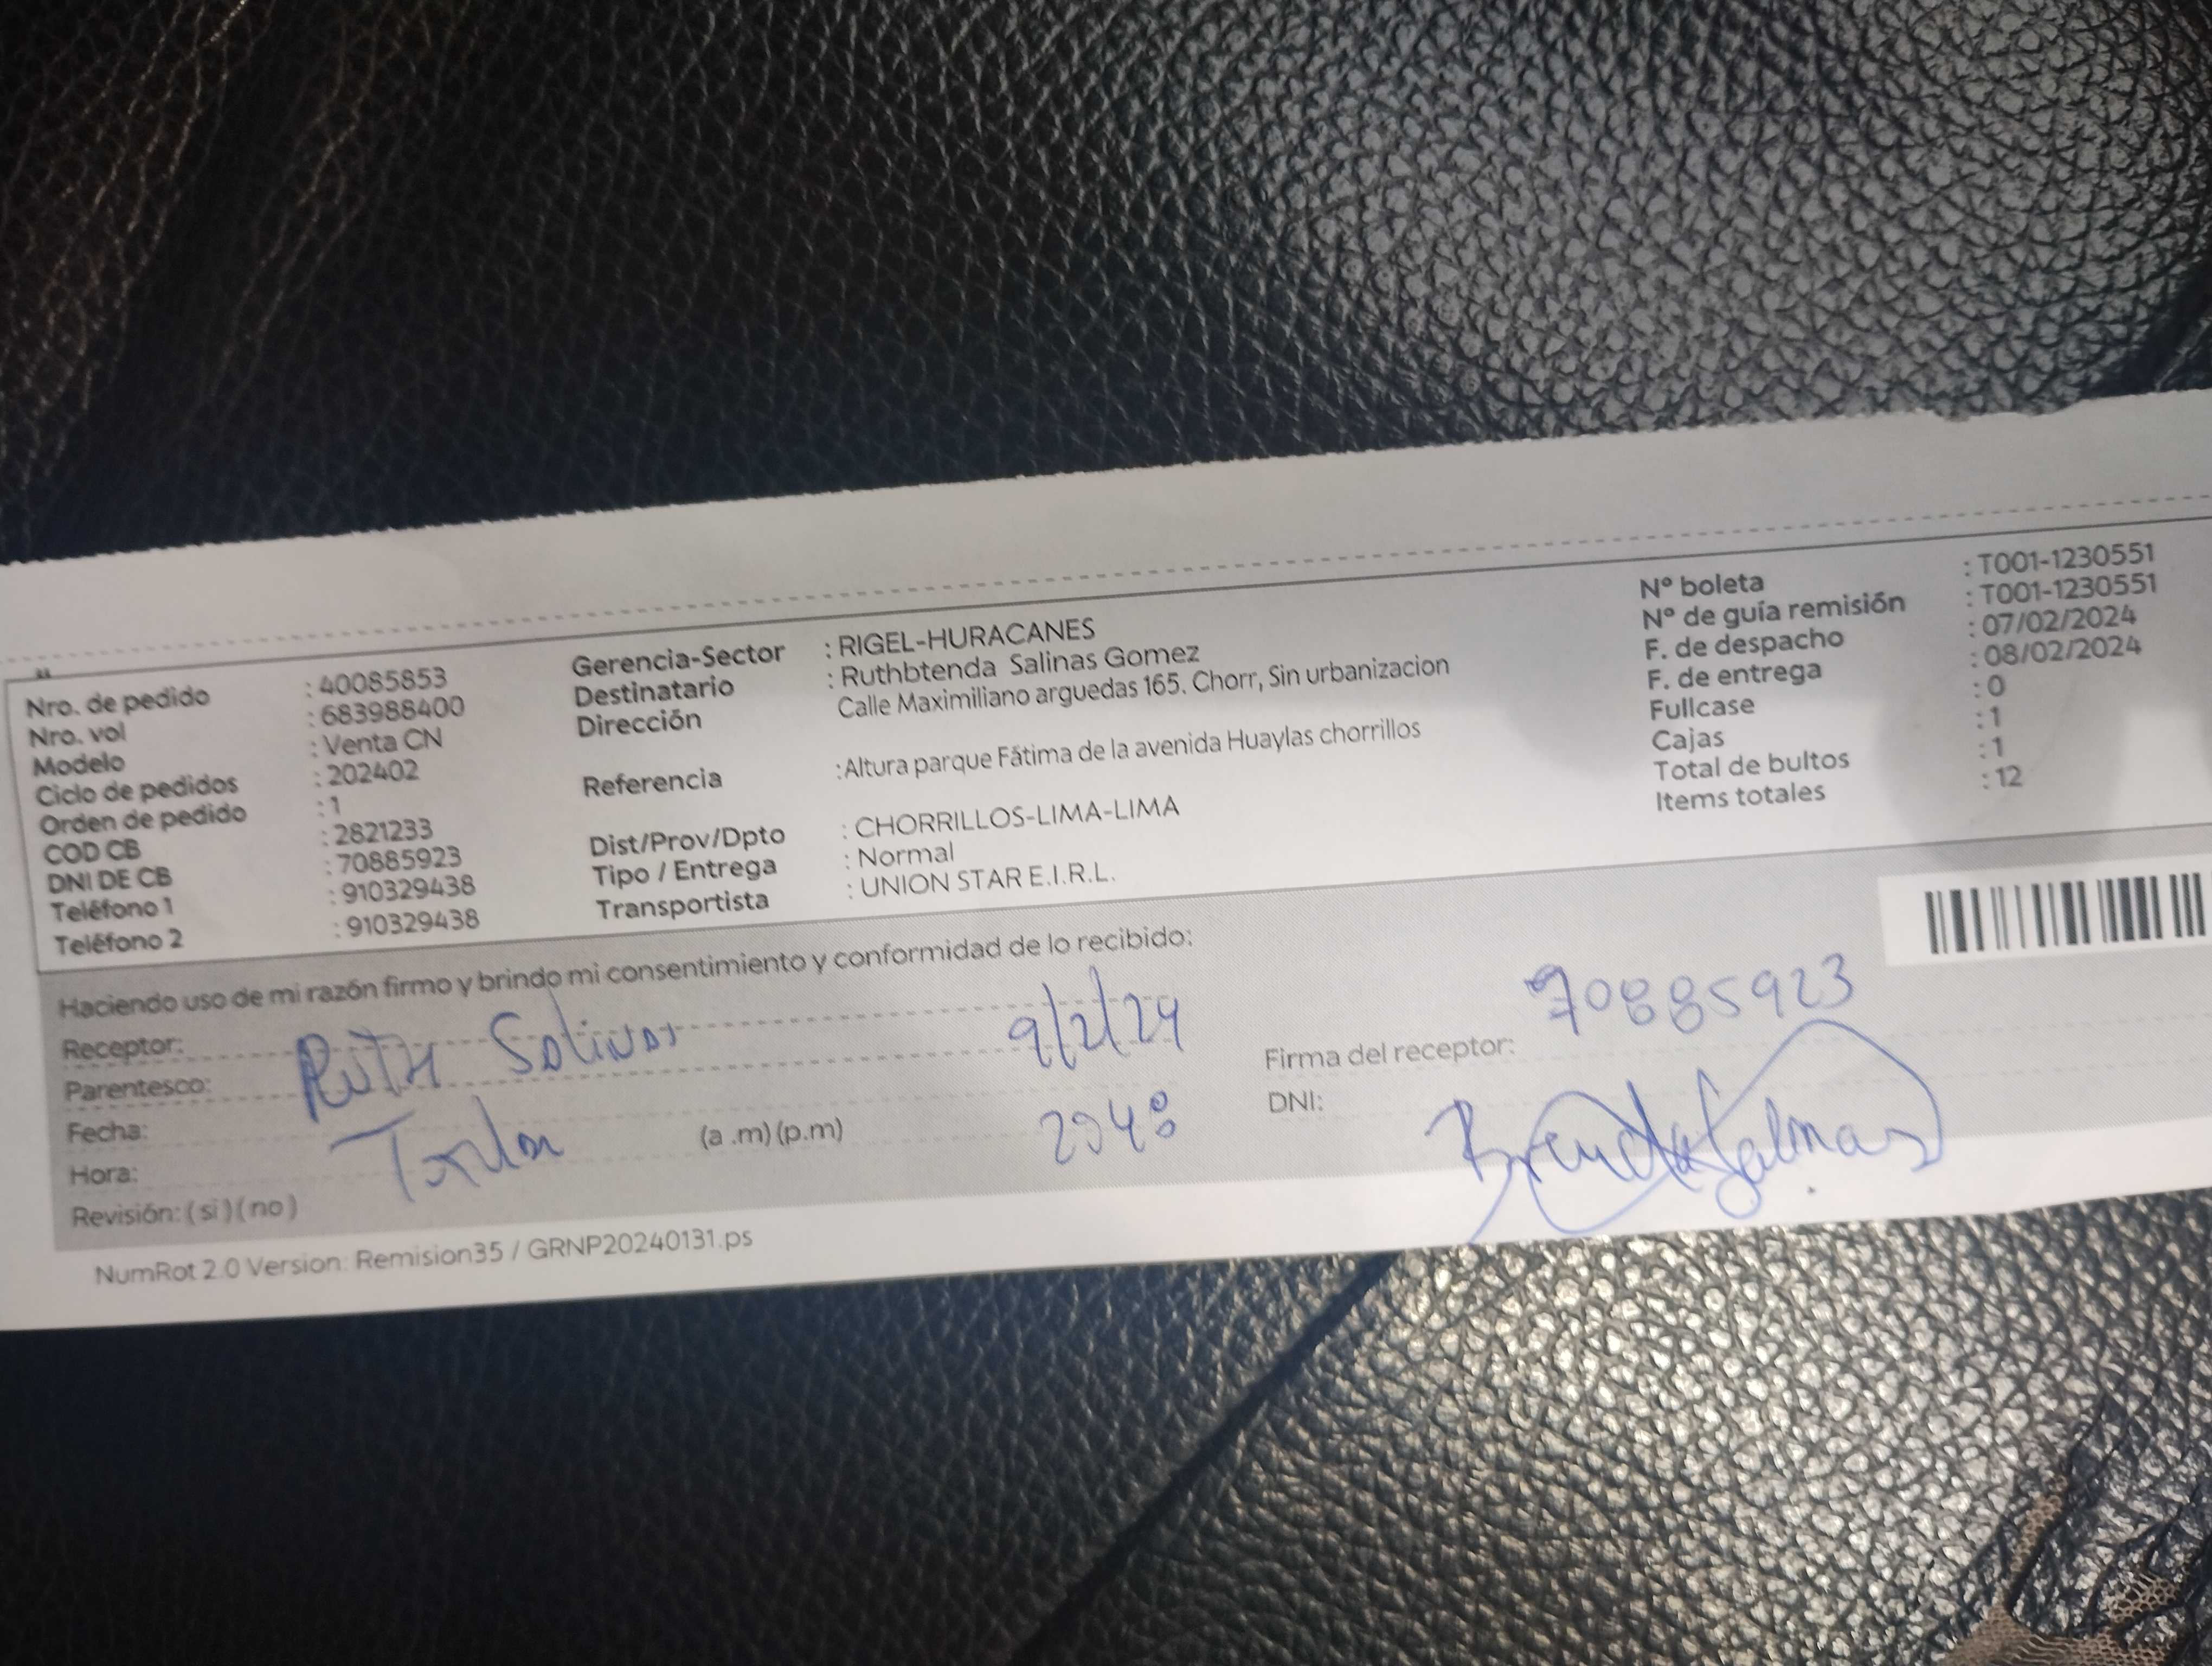 Nro. de pedido : 40085853
Nro. vol : 683988400
Modelo : Venta CN
Ciclo de pedidos : 202402
Orden de pedido : 1
COD CB : 2821233
DNI DE CB : 70885923
Teléfono 1 : 910329438
Teléfono 2 : 910329438
Gerencia-Sector : RIGEL-HURACANES
Destinatario : Ruthbtenda Salinas Gomez
Dirección Calle Maximiliano arguedas 165. Chorr, Sin urbanizacion
Referencia : Altura parque Fátima de la avenida Huaylas chorrillos
Dist/Prov/Dpto : CHORRILLOS-LIMA-LIMA
Tipo / Entrega : Normal
Transportista : UNION STAR E.I.R.L.
Nº boleta : T001-1230551
Nº de guía remisión : T001-1230551
F. de despacho : 07/02/2024
F. de entrega : 08/02/2024
Fullcase : 0
Cajas : 1
Total de bultos : 1
Items totales : 12
Haciendo uso de mi razón firmo y brindo mi consentimiento y conformidad de lo recibido:
Receptor:
Parentesco: Ruth Salinas
Fecha:
Hora: (a .m) (p.m)
Revisión: ( si ) ( no )
9/2/24
Firma del receptor: 70885923
DNI: Brenda Salinas
NumRot 2.0 Version: Remision35 / GRNP20240131.ps